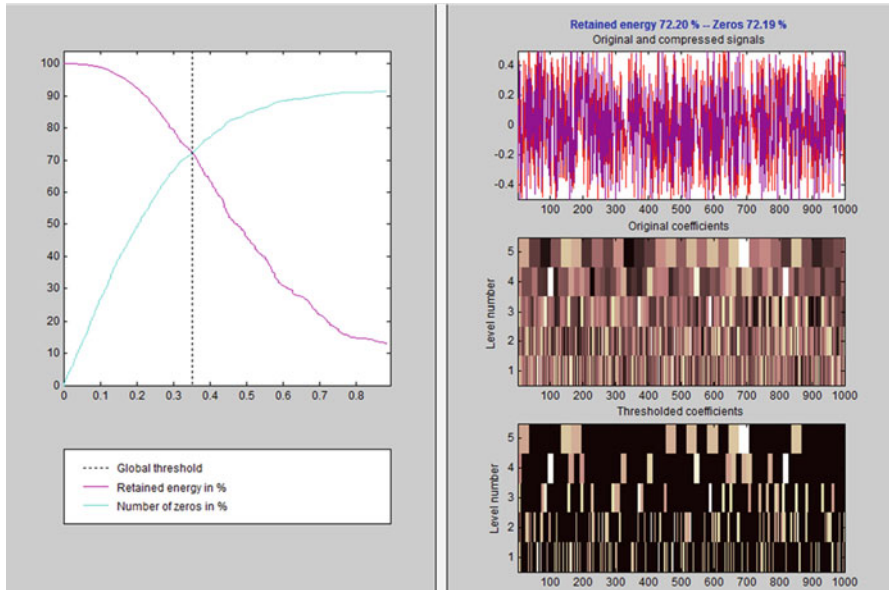 100
90
80
70
60
50
40
30
20
10
0
0 0.1 0.2 0.3 0.4 0.5 0.6 0.7 0.8
Global threshold
Retained energy in %
Number of zeros in %
Retained energy 72.20 % -- Zeros 72.19 %
Original and compressed signals
0.4
0.2
0
-0.2
-0.4
100 200 300 400 500 600 700 800 900 1000
Original coefficients
Level number
5
4
3
2
1
100 200 300 400 500 600 700 800 900 1000
Thresholded coefficients
Level number
5
4
3
2
1
100 200 300 400 500 600 700 800 900 1000